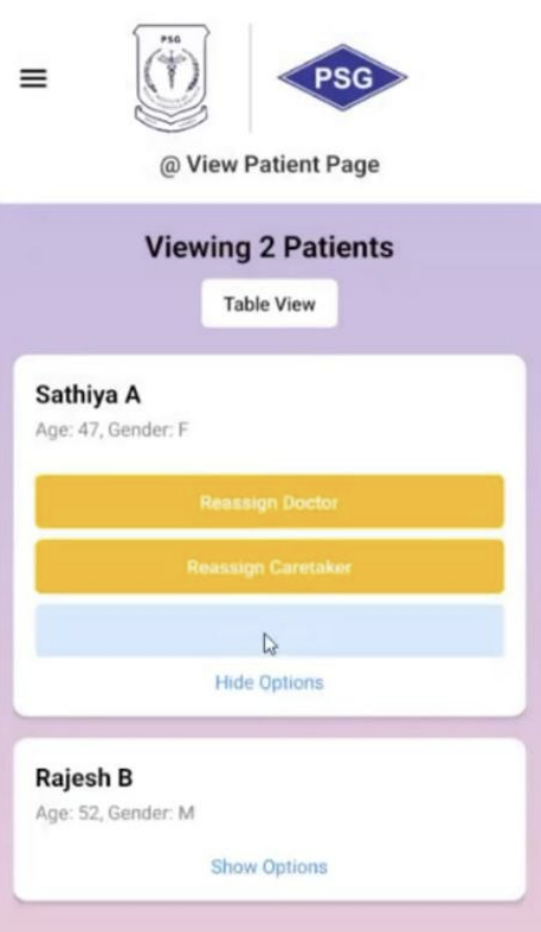 PSG
PSG
@ View Patient Page
Viewing 2 Patients
Table View
Sathiya A
Age: 47, Gender: F
Reassign Doctor
Reassign Caretaker
Hide Options
Rajesh B
Age: 52, Gender: M
Show Options